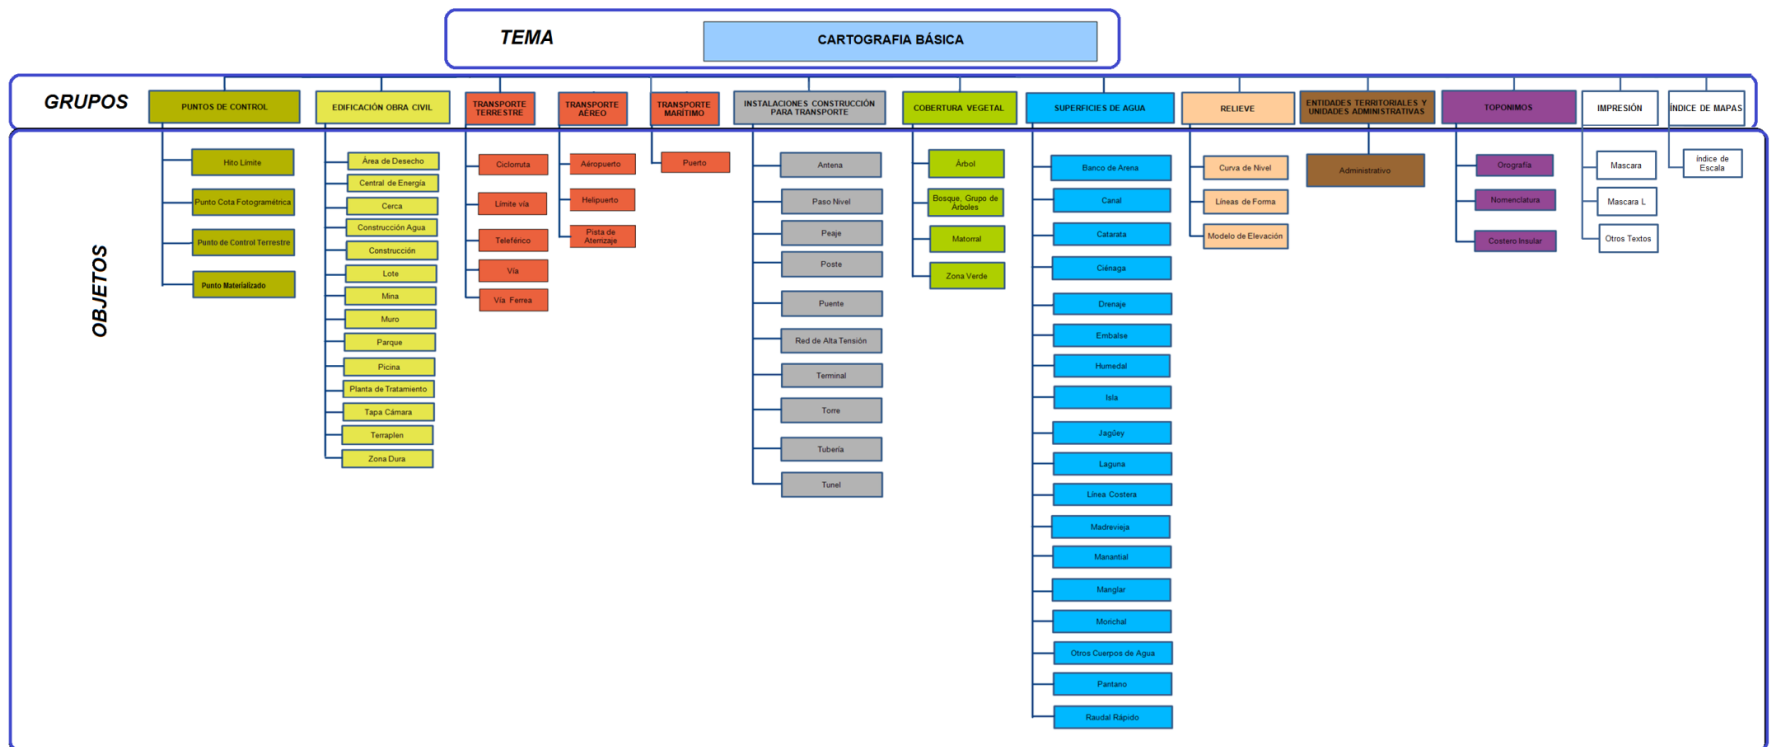 TEMA
CARTOGRAFIA BÁSICA
GRUPOS
PUNTOS DE CONTROL
EDIFICACIÓN OBRA CIVIL
TRANSPORTE
TERRESTRE
TRANSPORTE
AÉREO
TRANSPORTE
MARÍTIMO
INSTALACIONES CONSTRUCCIÓN
PARA TRANSPORTE
COBERTURA VEGETAL
SUPERFICIES DE AGUA
RELIEVE
ENTIDADES TERRITORIALES Y
UNIDADES ADMINISTRATIVAS
TOPONIMOS
IMPRESIÓN
ÍNDICE DE MAPAS
OBJETOS
Hito Límite
Punto Cota Fotogramétrica
Punto de Control Terrestre
Punto Materializado
Área de Desecho
Central de Energía
Cerca
Construcción Agua
Construcción
Lote
Mina
Muro
Parque
Picina
Planta de Tratamiento
Tapa Cámara
Terraplen
Zona Dura
Ciclorruta
Límite vía
Teleférico
Vía
Vía Ferrea
Aéropuerto
Helipuerto
Pista de
Aterrizaje
Puerto
Antena
Paso Nivel
Peaje
Poste
Puente
Red de Alta Tensión
Terminal
Torre
Tubería
Tunel
Árbol
Bosque, Grupo de
Árboles
Matorral
Zona Verde
Banco de Arena
Canal
Catarata
Ciénaga
Drenaje
Embalse
Humedal
Isla
Jagüey
Laguna
Línea Costera
Madrevieja
Manantial
Manglar
Morichal
Otros Cuerpos de Agua
Pantano
Raudal Rápido
Curva de Nivel
Líneas de Forma
Modelo de Elevación
Administrativo
Orografía
Nomenclatura
Costero Insular
Mascara
Mascara L
Otros Textos
índice de
Escala